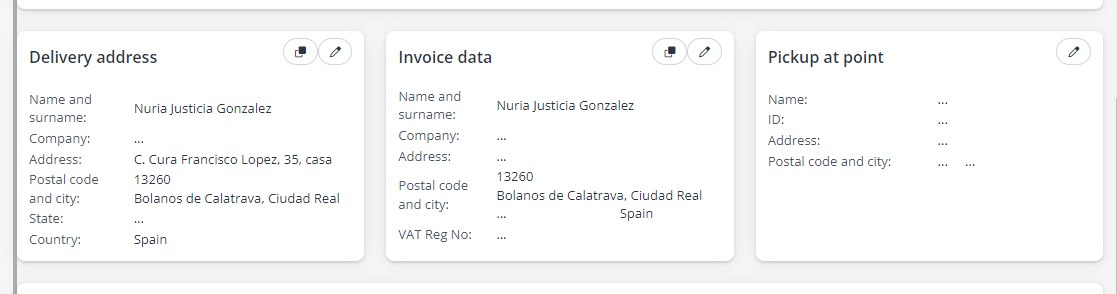 Delivery address
Name and
surname:
Nuria Justicia Gonzalez
Company:
...
Address:
C. Cura Francisco Lopez, 35, casa
Postal code
and city:
13260
Bolanos de Calatrava, Ciudad Real
State:
...
Country:
Spain
Invoice data
Name and
surname:
Nuria Justicia Gonzalez
Company:
...
Address:
...
Postal code
and city:
13260
Bolanos de Calatrava, Ciudad Real
... Spain
VAT Reg No:
...
Pickup at point
Name:
...
ID:
...
Address:
...
Postal code and city:
... ...